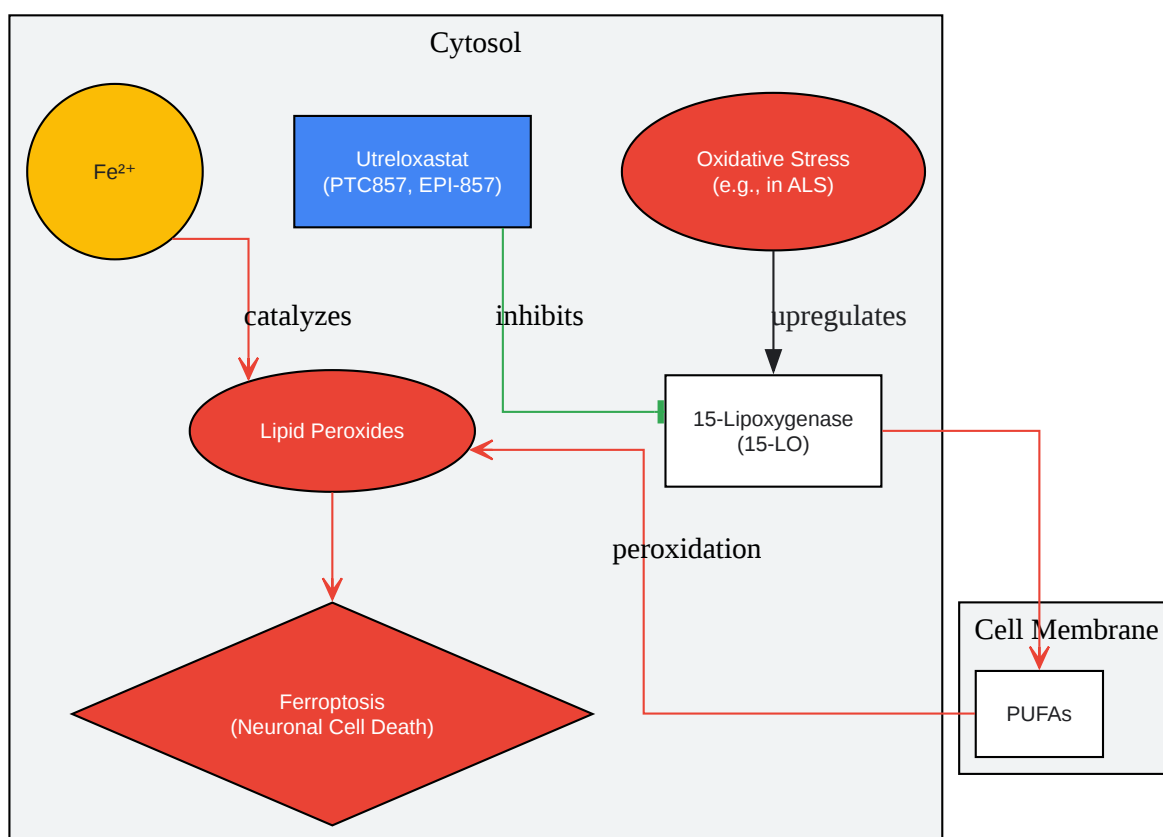 Cytosol
Fe²⁺
Utreloxastat
(PTC857, EPI-857)
Oxidative Stress
(e.g., in ALS)
catalyzes
inhibits
upregulates
Lipid Peroxides
15-Lipoxygenase
(15-LO)
peroxidation
Cell Membrane
Ferroptosis
(Neuronal Cell Death)
PUFAs